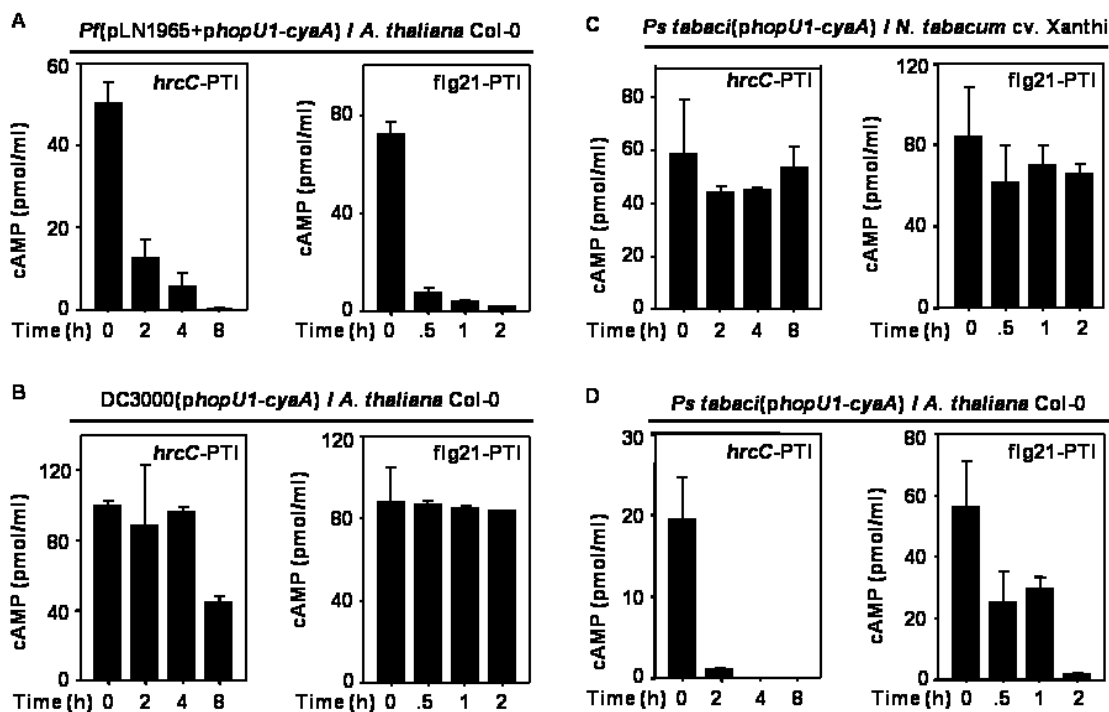 A
Pf(pLN1965+phopU1-cyaA) / A. thaliana Col-0
hrcC-PTI
flg21-PTI
cAMP (pmol/ml)
60
40
20
0
Time (h) 0 2 4 8
cAMP (pmol/ml)
80
40
0
Time (h) 0 .5 1 2
B
DC3000(phopU1-cyaA) / A. thaliana Col-0
hrcC-PTI
flg21-PTI
cAMP (pmol/ml)
120
80
40
0
Time (h) 0 2 4 8
cAMP (pmol/ml)
120
80
40
0
Time (h) 0 .5 1 2
C
Ps tabaci(phopU1-cyaA) / N. tabacum cv. Xanthi
hrcC-PTI
flg21-PTI
cAMP (pmol/ml)
80
60
40
20
0
Time (h) 0 2 4 8
cAMP (pmol/ml)
120
80
40
0
Time (h) 0 .5 1 2
D
Ps tabaci(phopU1-cyaA) / A. thaliana Col-0
hrcC-PTI
flg21-PTI
cAMP (pmol/ml)
30
20
10
0
Time (h) 0 2 4 8
cAMP (pmol/ml)
80
60
40
20
0
Time (h) 0 .5 1 2